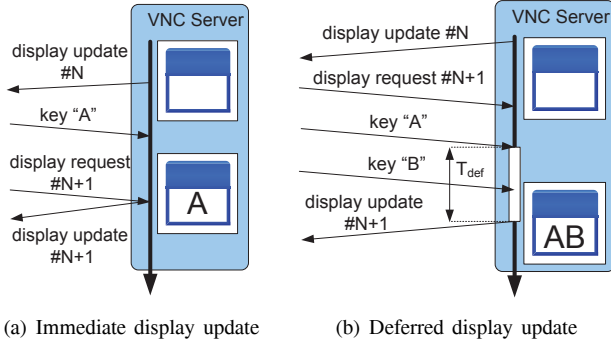 VNC Server
display update
#N
key “A”
display request
#N+1
display update
#N+1
A
(a) Immediate display update
VNC Server
display update #N
display request #N+1
key “A”
key “B”
T_def
display update
#N+1
AB
(b) Deferred display update